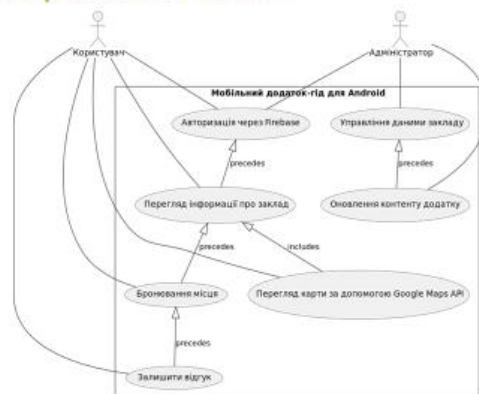 Користувач
Адміністратор
Мобільний додаток-гід для Android
Авторизація через Firebase
Управління даними закладу
precedes
precedes
Перегляд інформації про заклад
Оновлення контенту додатку
precedes
includes
Бронювання місця
Перегляд карти за допомогою Google Maps API
precedes
Залишити відгук